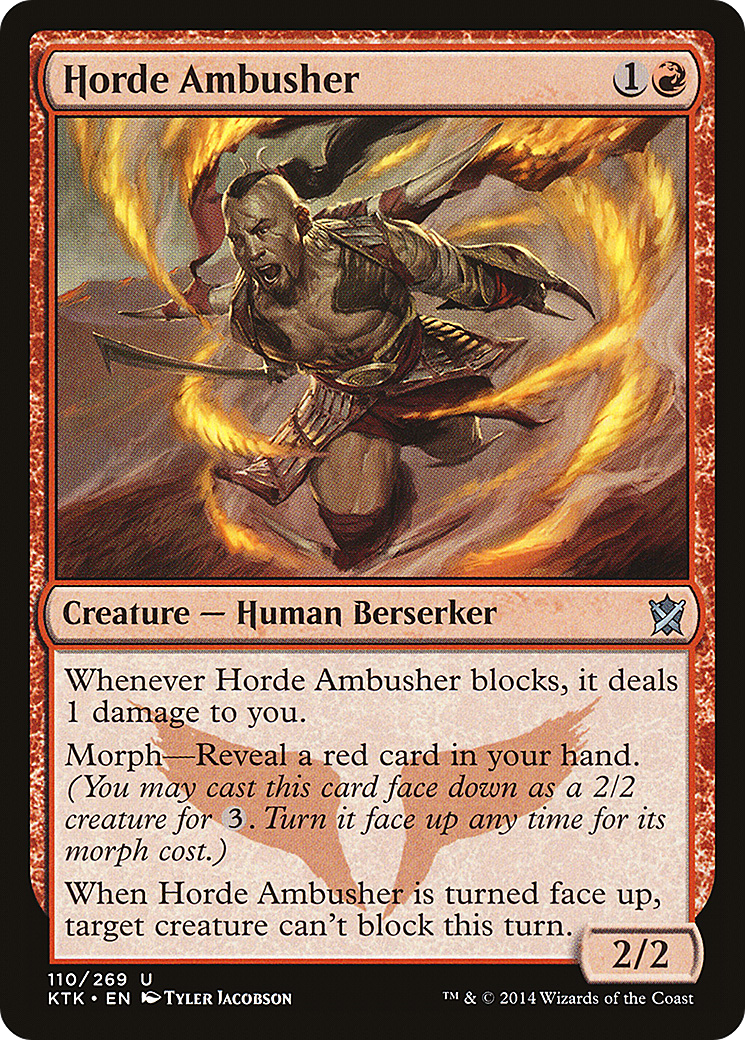 Horde Ambusher 1
Creature — Human Berserker
Whenever Horde Ambusher blocks, it deals
1 damage to you.
Morph—Reveal a red card in your hand.
(You may cast this card face down as a 2/2
creature for 3. Turn it face up any time for its
morph cost.)
When Horde Ambusher is turned face up,
target creature can't block this turn.
2/2
110/269 U
KTK • EN Tyler Jacobson ™ & © 2014 Wizards of the Coast